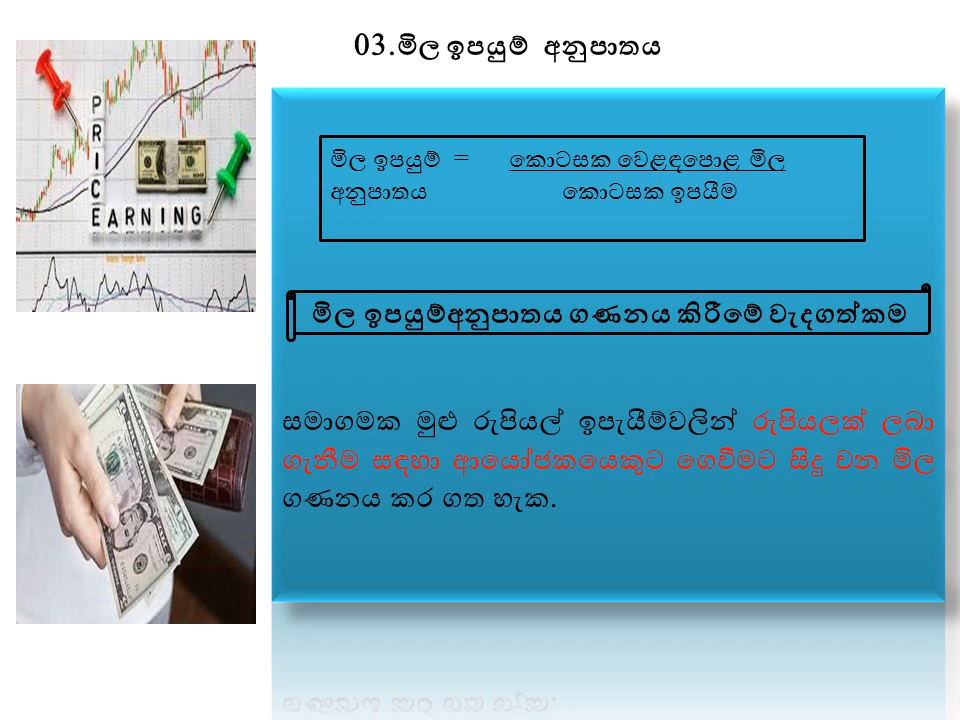 03.මිල ඉපයුම් අනුපාතය
PRICE
EARNING
මිල ඉපයුම් = කොටසක වෙළඳපොළ මිල
අනුපාතය කොටසක ඉපයීම
මිල ඉපයුම්අනුපාතය ගණනය කිරීමේ වැදගත්කම
සමාගමක මුළු රුපියල් ඉපැයීම්වලින් රුපියලක් ලබා
ගැනීම සඳහා ආයෝජකයෙකුට ගෙවීමට සිදු වන මිල
ගණනය කර ගත හැක.